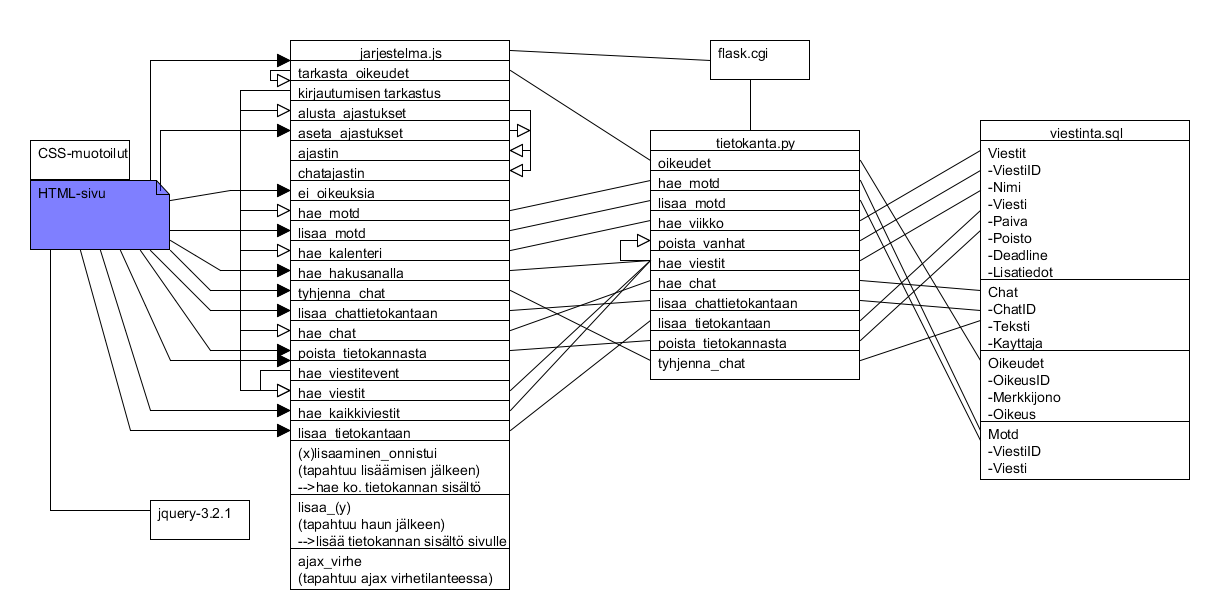 CSS-muotoilut
HTML-sivu
jquery-3.2.1
jarjestelma.js
tarkasta_oikeudet
kirjautumisen tarkastus
alusta_ajastukset
aseta_ajastukset
ajastin
chatajastin
ei_oikeuksia
hae_motd
lisaa_motd
hae_kalenteri
hae_hakusanalla
tyhjenna_chat
lisaa_chattietokantaan
hae_chat
poista_tietokannasta
hae_viestitevent
hae_viestit
hae_kaikkiviestit
lisaa_tietokantaan
(x)lisaaminen_onnistui
(tapahtuu lisäämisen jälkeen)
-->hae ko. tietokannan sisältö
lisaa_(y)
(tapahtuu haun jälkeen)
-->lisää tietokannan sisältö sivulle
ajax_virhe
(tapahtuu ajax virhetilanteessa)
flask.cgi
tietokanta.py
oikeudet
hae_motd
lisaa_motd
hae_viikko
poista_vanhat
hae_viestit
hae_chat
lisaa_chattietokantaan
lisaa_tietokantaan
poista_tietokannasta
tyhjenna_chat
viestinta.sql
Viestit
-ViestiID
-Nimi
-Viesti
-Paiva
-Poisto
-Deadline
-Lisatiedot
Chat
-ChatID
-Teksti
-Kayttaja
Oikeudet
-OikeusID
-Merkkijono
-Oikeus
Motd
-ViestiID
-Viesti